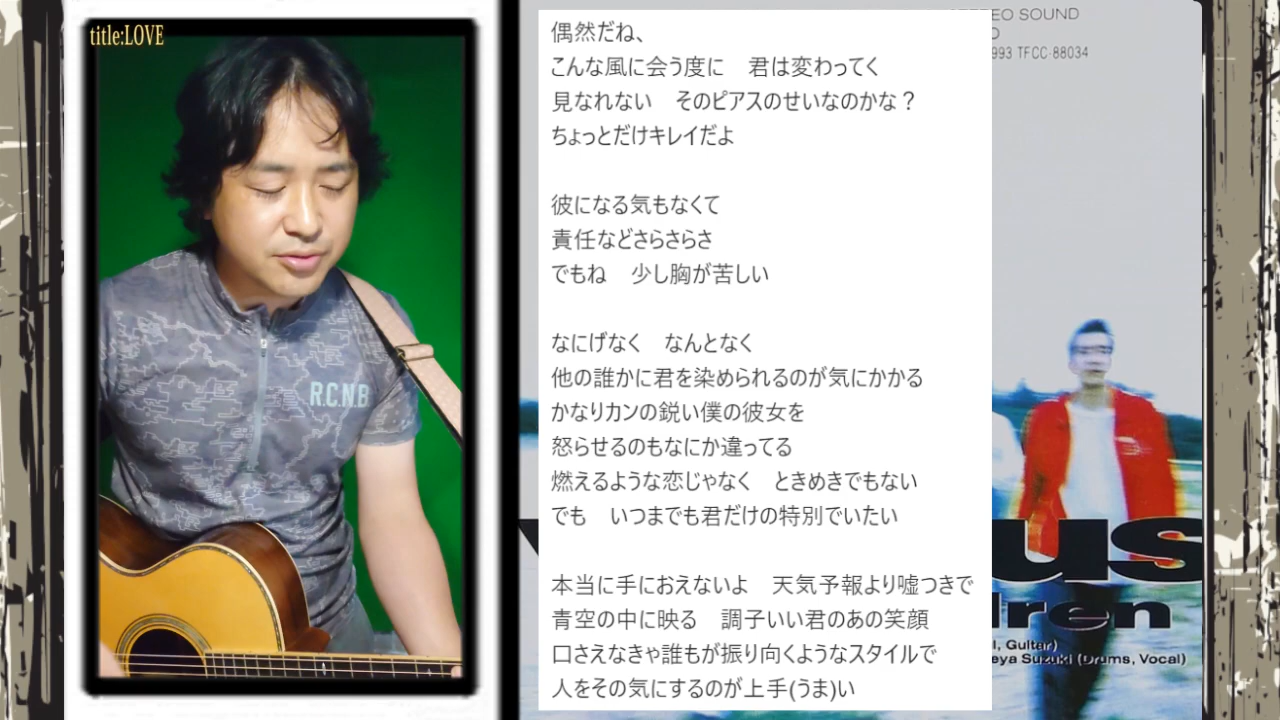 title:LOVE
STEREO SOUND
993 TFCC-88034
偶然だね、
こんな風に会う度に　君は変わってく
見なれない　そのピアスのせいなのかな？
ちょっとだけキレイだよ
彼になる気もなくて
責任などさらさらさ
でもね　少し胸が苦しい
なにげなく　なんとなく
他の誰かに君を染められるのが気にかかる
かなりカンの鋭い僕の彼女を
怒らせるのもなにか違ってる
燃えるような恋じゃなく　ときめきでもない
でも　いつまでも君だけの特別でいたい
本当に手におえないよ　天気予報より嘘つきで
青空の中に映る　調子いい君のあの笑顔
口さえなきゃ誰もが振り向くようなスタイルで
人をその気にするのが上手(うま)い
R.C.N.B
us
dren
l, Guitar)
eya Suzuki (Drums, Vocal)